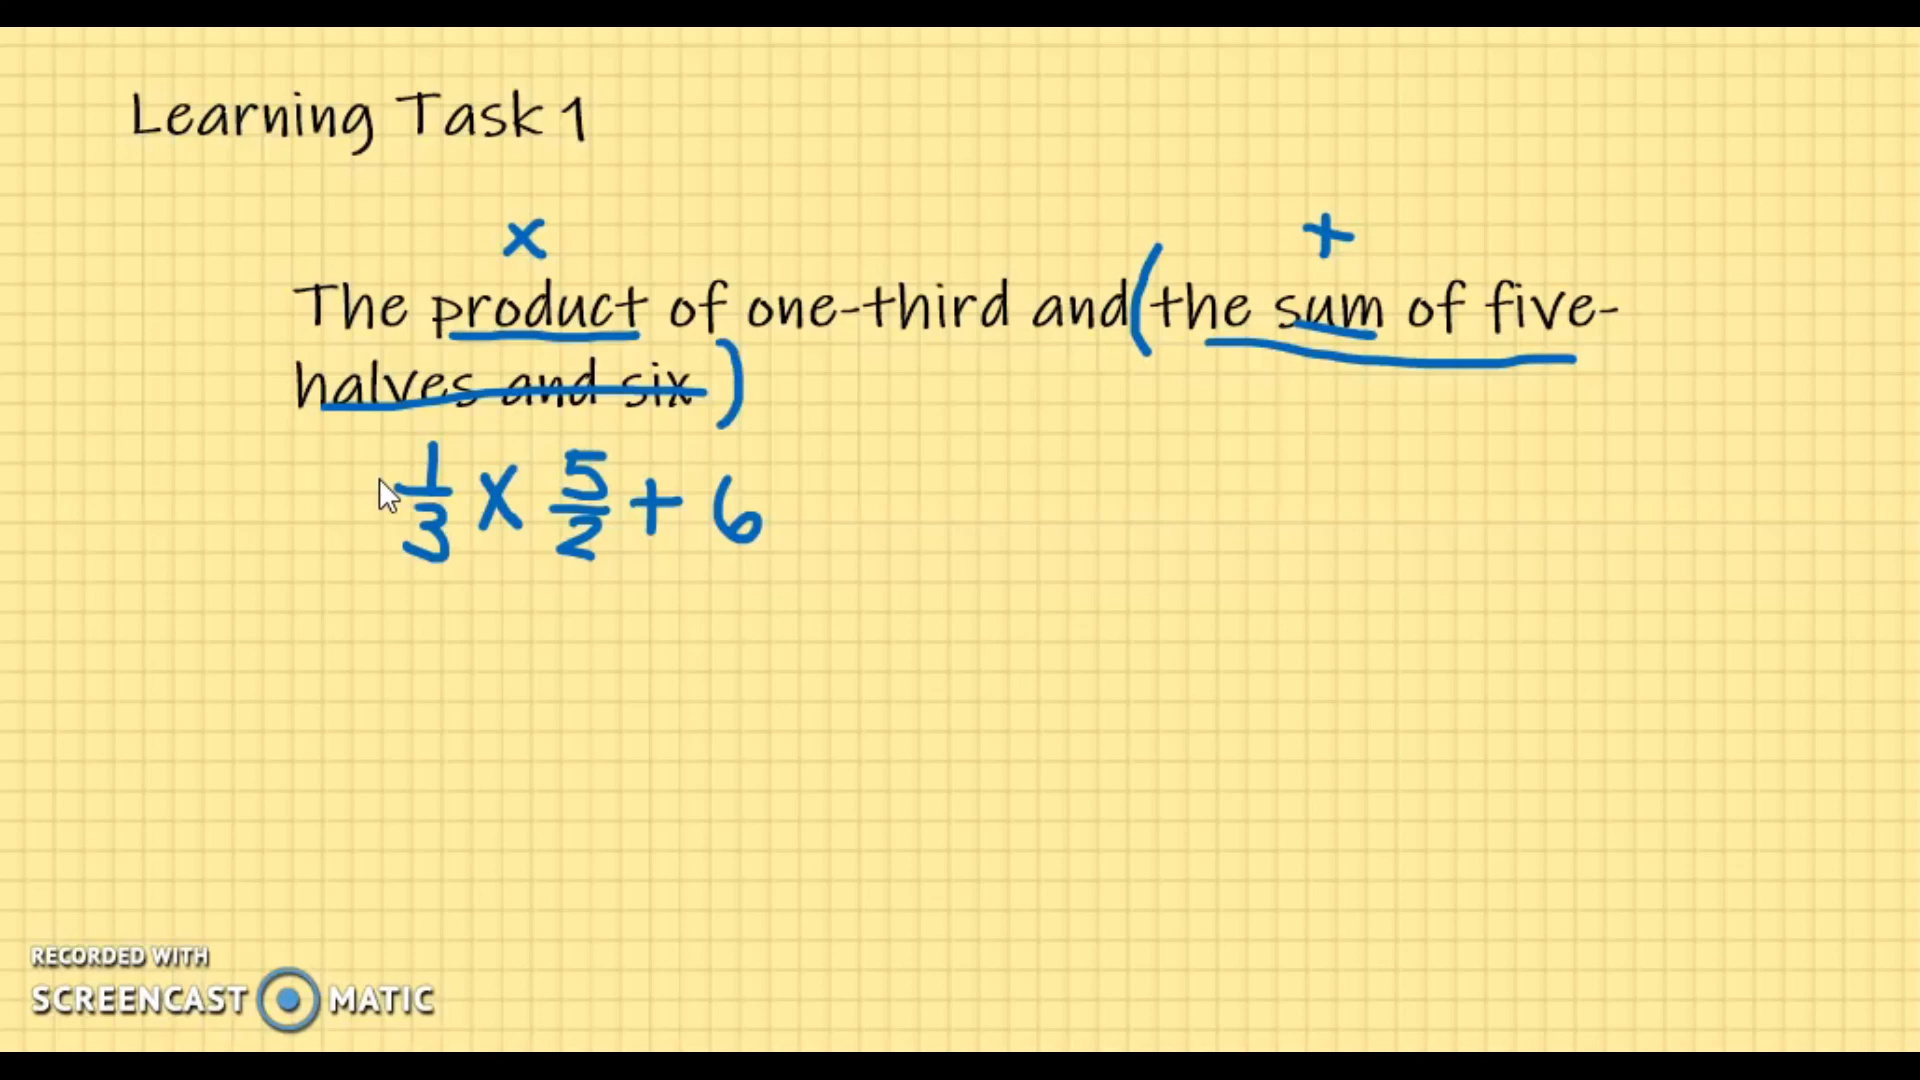 Learning Task 1
x +
The product of one-third and (the sum of five-
halves and six )
1/3 x 5/2 + 6
RECORDED WITH
SCREENCAST MATIC